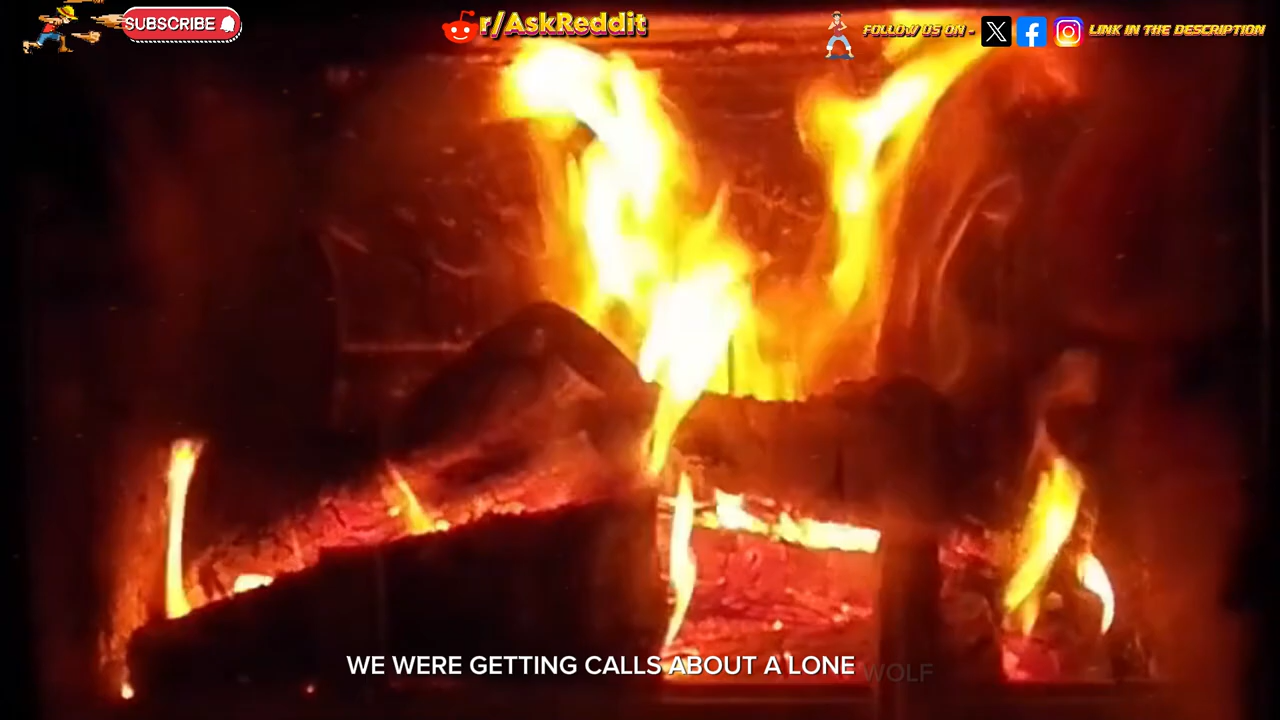 SUBSCRIBE
r/AskReddit
FOLLOW US ON -
LINK IN THE DESCRIPTION
WE WERE GETTING CALLS ABOUT A LONE WOLF